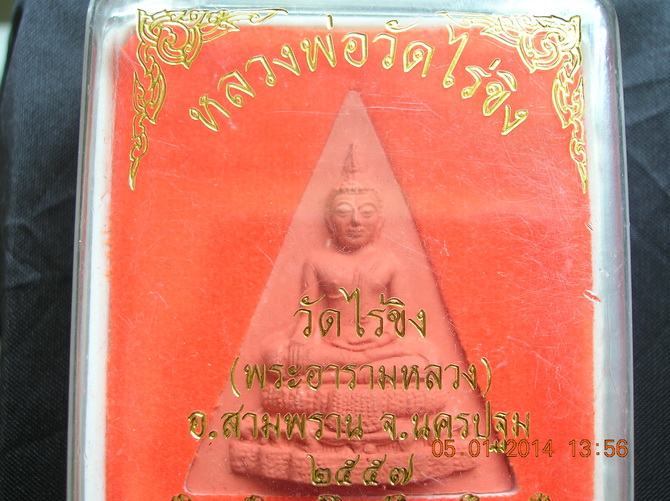 หลวงพ่อวัดไร่ขิง
วัดไร่ขิง
(พระอารามหลวง)
อ.สามพราน จ.นครปฐม
๒๕๕๗
05.01.2014 13:56